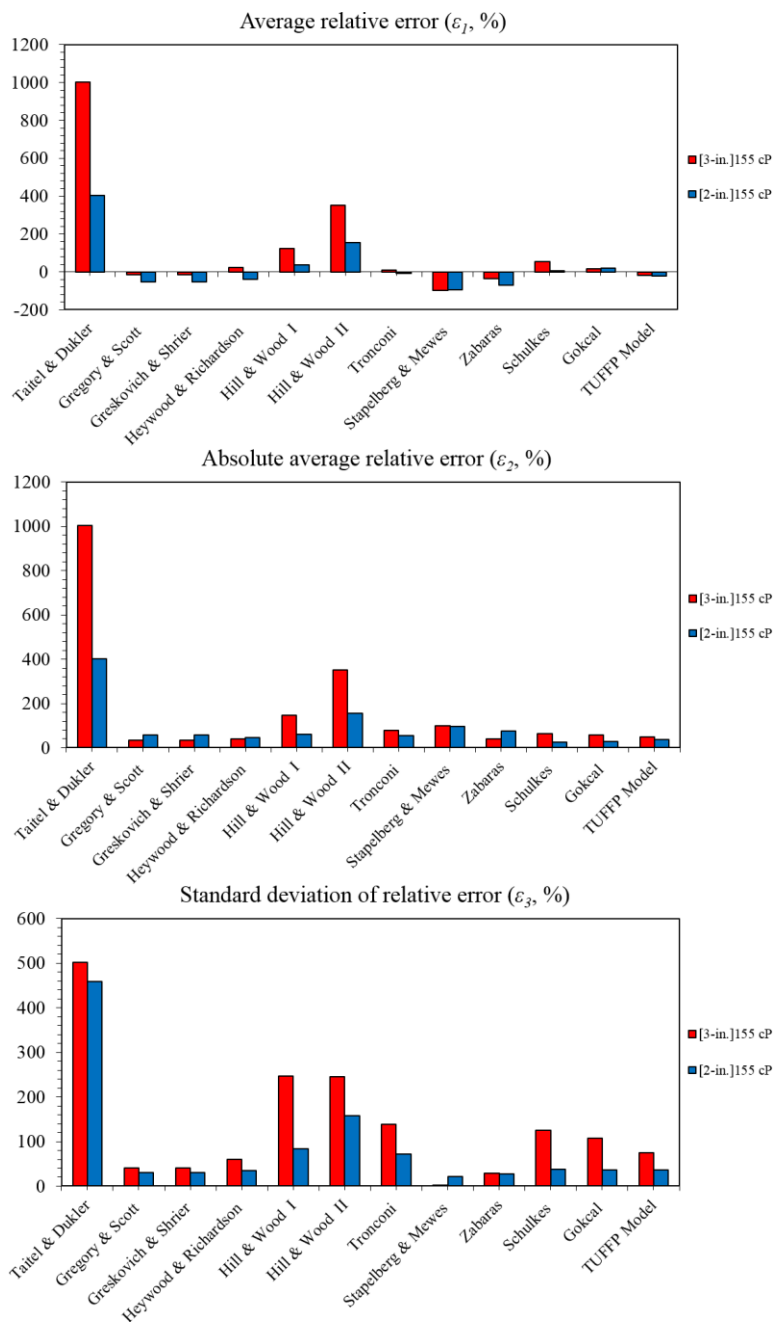 Average relative error (ε1, %)
1200
1000
800
600
400
200
0
-200
[3-in.]155 cP
[2-in.]155 cP
Taitel & Dukler
Gregory & Scott
Greskovich & Shrier
Heywood & Richardson
Hill & Wood I
Hill & Wood II
Tronconi
Stapelberg & Mewes
Zabaras
Schulkes
Gokcal
TUFFP Model
Absolute average relative error (ε2, %)
1200
1000
800
600
400
200
0
[3-in.]155 cP
[2-in.]155 cP
Taitel & Dukler
Gregory & Scott
Greskovich & Shrier
Heywood & Richardson
Hill & Wood I
Hill & Wood II
Tronconi
Stapelberg & Mewes
Zabaras
Schulkes
Gokcal
TUFFP Model
Standard deviation of relative error (ε3, %)
600
500
400
300
200
100
0
[3-in.]155 cP
[2-in.]155 cP
Taitel & Dukler
Gregory & Scott
Greskovich & Shrier
Heywood & Richardson
Hill & Wood I
Hill & Wood II
Tronconi
Stapelberg & Mewes
Zabaras
Schulkes
Gokcal
TUFFP Model